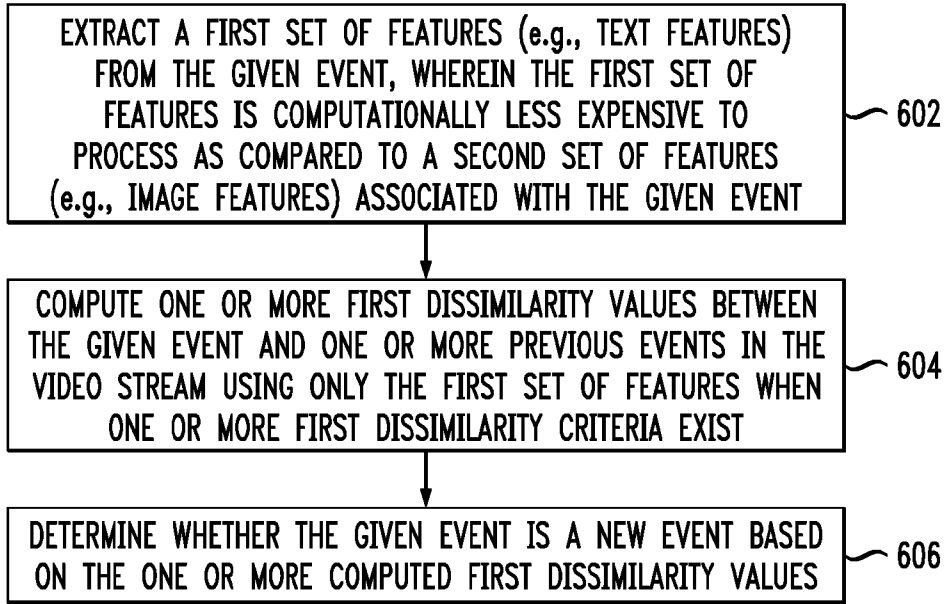 EXTRACT A FIRST SET OF FEATURES (e.g., TEXT FEATURES)
FROM THE GIVEN EVENT, WHEREIN THE FIRST SET OF
FEATURES IS COMPUTATIONALLY LESS EXPENSIVE TO
PROCESS AS COMPARED TO A SECOND SET OF FEATURES
(e.g., IMAGE FEATURES) ASSOCIATED WITH THE GIVEN EVENT
602
COMPUTE ONE OR MORE FIRST DISSIMILARITY VALUES BETWEEN
THE GIVEN EVENT AND ONE OR MORE PREVIOUS EVENTS IN THE
VIDEO STREAM USING ONLY THE FIRST SET OF FEATURES WHEN
ONE OR MORE FIRST DISSIMILARITY CRITERIA EXIST
604
DETERMINE WHETHER THE GIVEN EVENT IS A NEW EVENT BASED
ON THE ONE OR MORE COMPUTED FIRST DISSIMILARITY VALUES
606